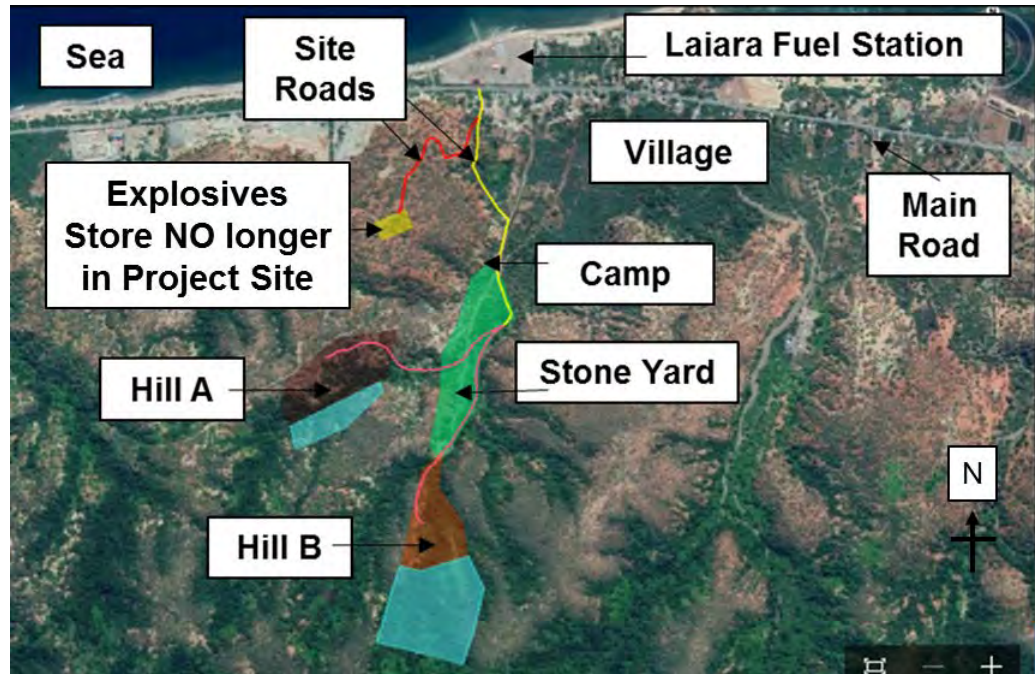 Sea
Site
Roads
Laiara Fuel Station
Village
Explosives
Store NO longer
in Project Site
Main
Road
Camp
Hill A
Stone Yard
N
Hill B